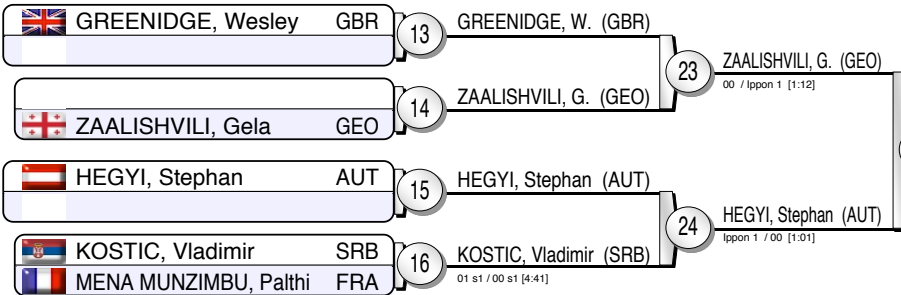 GREENIDGE, Wesley GBR
13
GREENIDGE, W. (GBR)
23
ZAALISHVILI, G. (GEO)
00 / Ippon 1 [1:12]
14
ZAALISHVILI, G. (GEO)
ZAALISHVILI, Gela GEO
HEGYI, Stephan AUT
15
HEGYI, Stephan (AUT)
24
HEGYI, Stephan (AUT)
Ippon 1 / 00 [1:01]
KOSTIC, Vladimir SRB
16
KOSTIC, Vladimir (SRB)
01 s1 / 00 s1 [4:41]
MENA MUNZIMBU, Palthi FRA